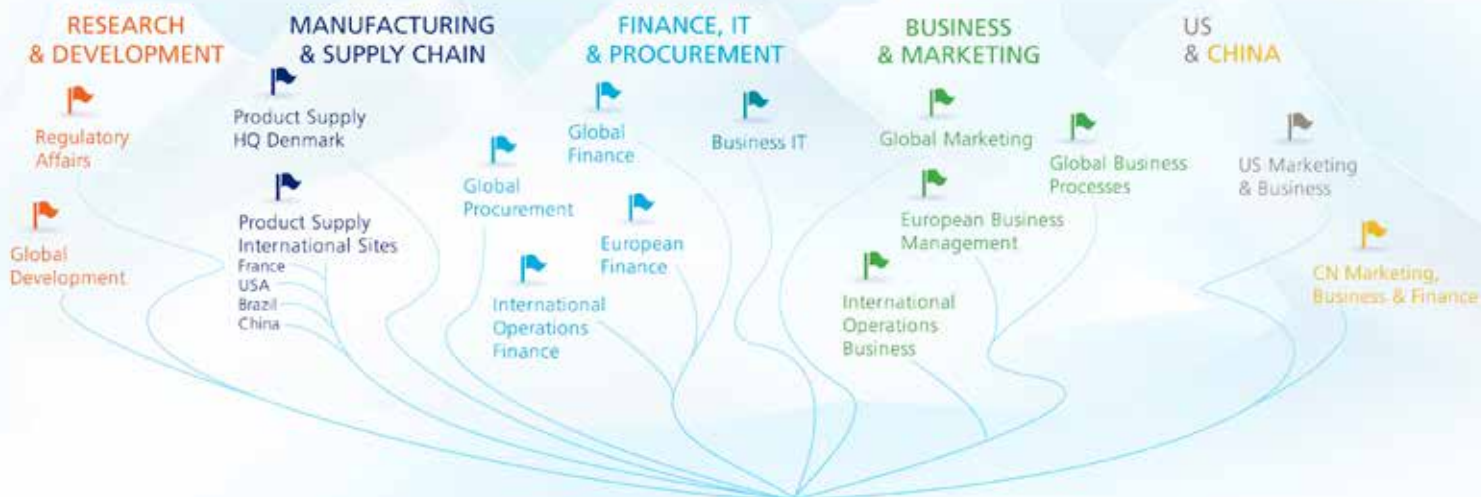 RESEARCH
& DEVELOPMENT
Regulatory
Affairs
Global
Development
MANUFACTURING
& SUPPLY CHAIN
Product Supply
HQ Denmark
Product Supply
International Sites
France
USA
Brazil
China
FINANCE, IT
& PROCUREMENT
Global
Procurement
Global
Finance
Business IT
European
Finance
International
Operations
Finance
BUSINESS
& MARKETING
Global Marketing
Global Business
Processes
European Business
Management
International
Operations
Business
US
& CHINA
US Marketing
& Business
CN Marketing,
Business & Finance